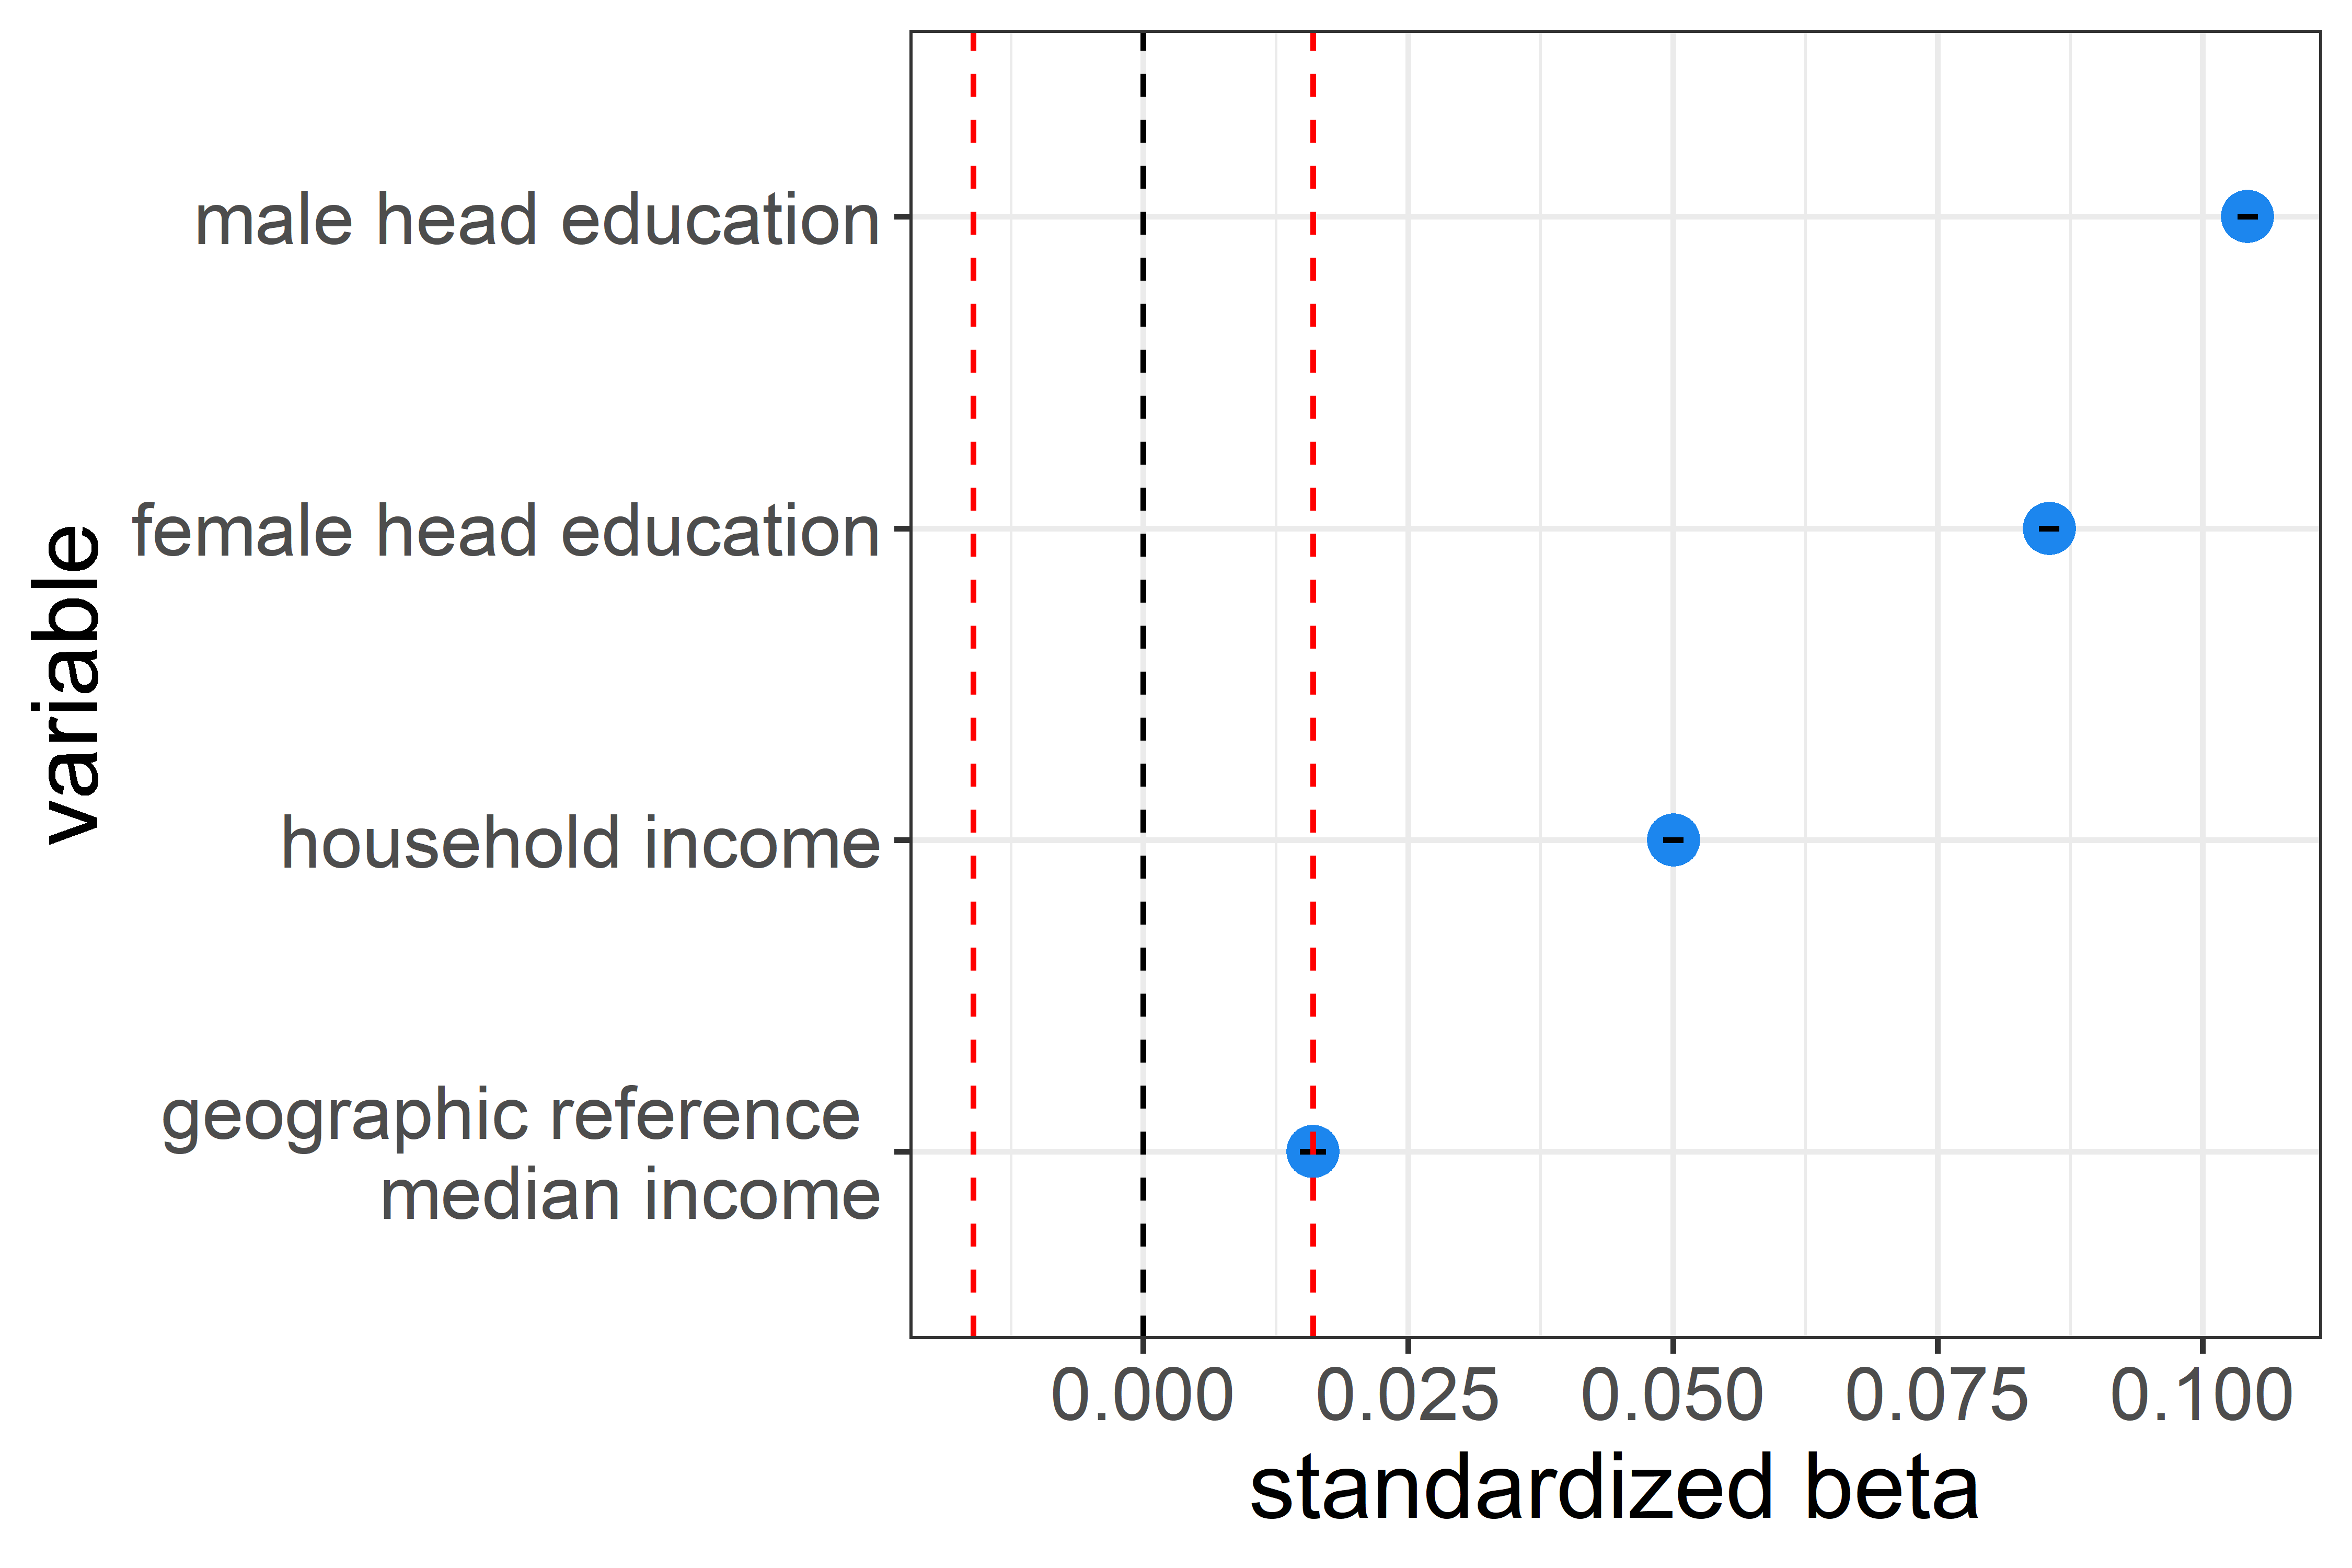 variable
male head education
female head education
household income
geographic reference
median income
0.000 0.025 0.050 0.075 0.100
standardized beta